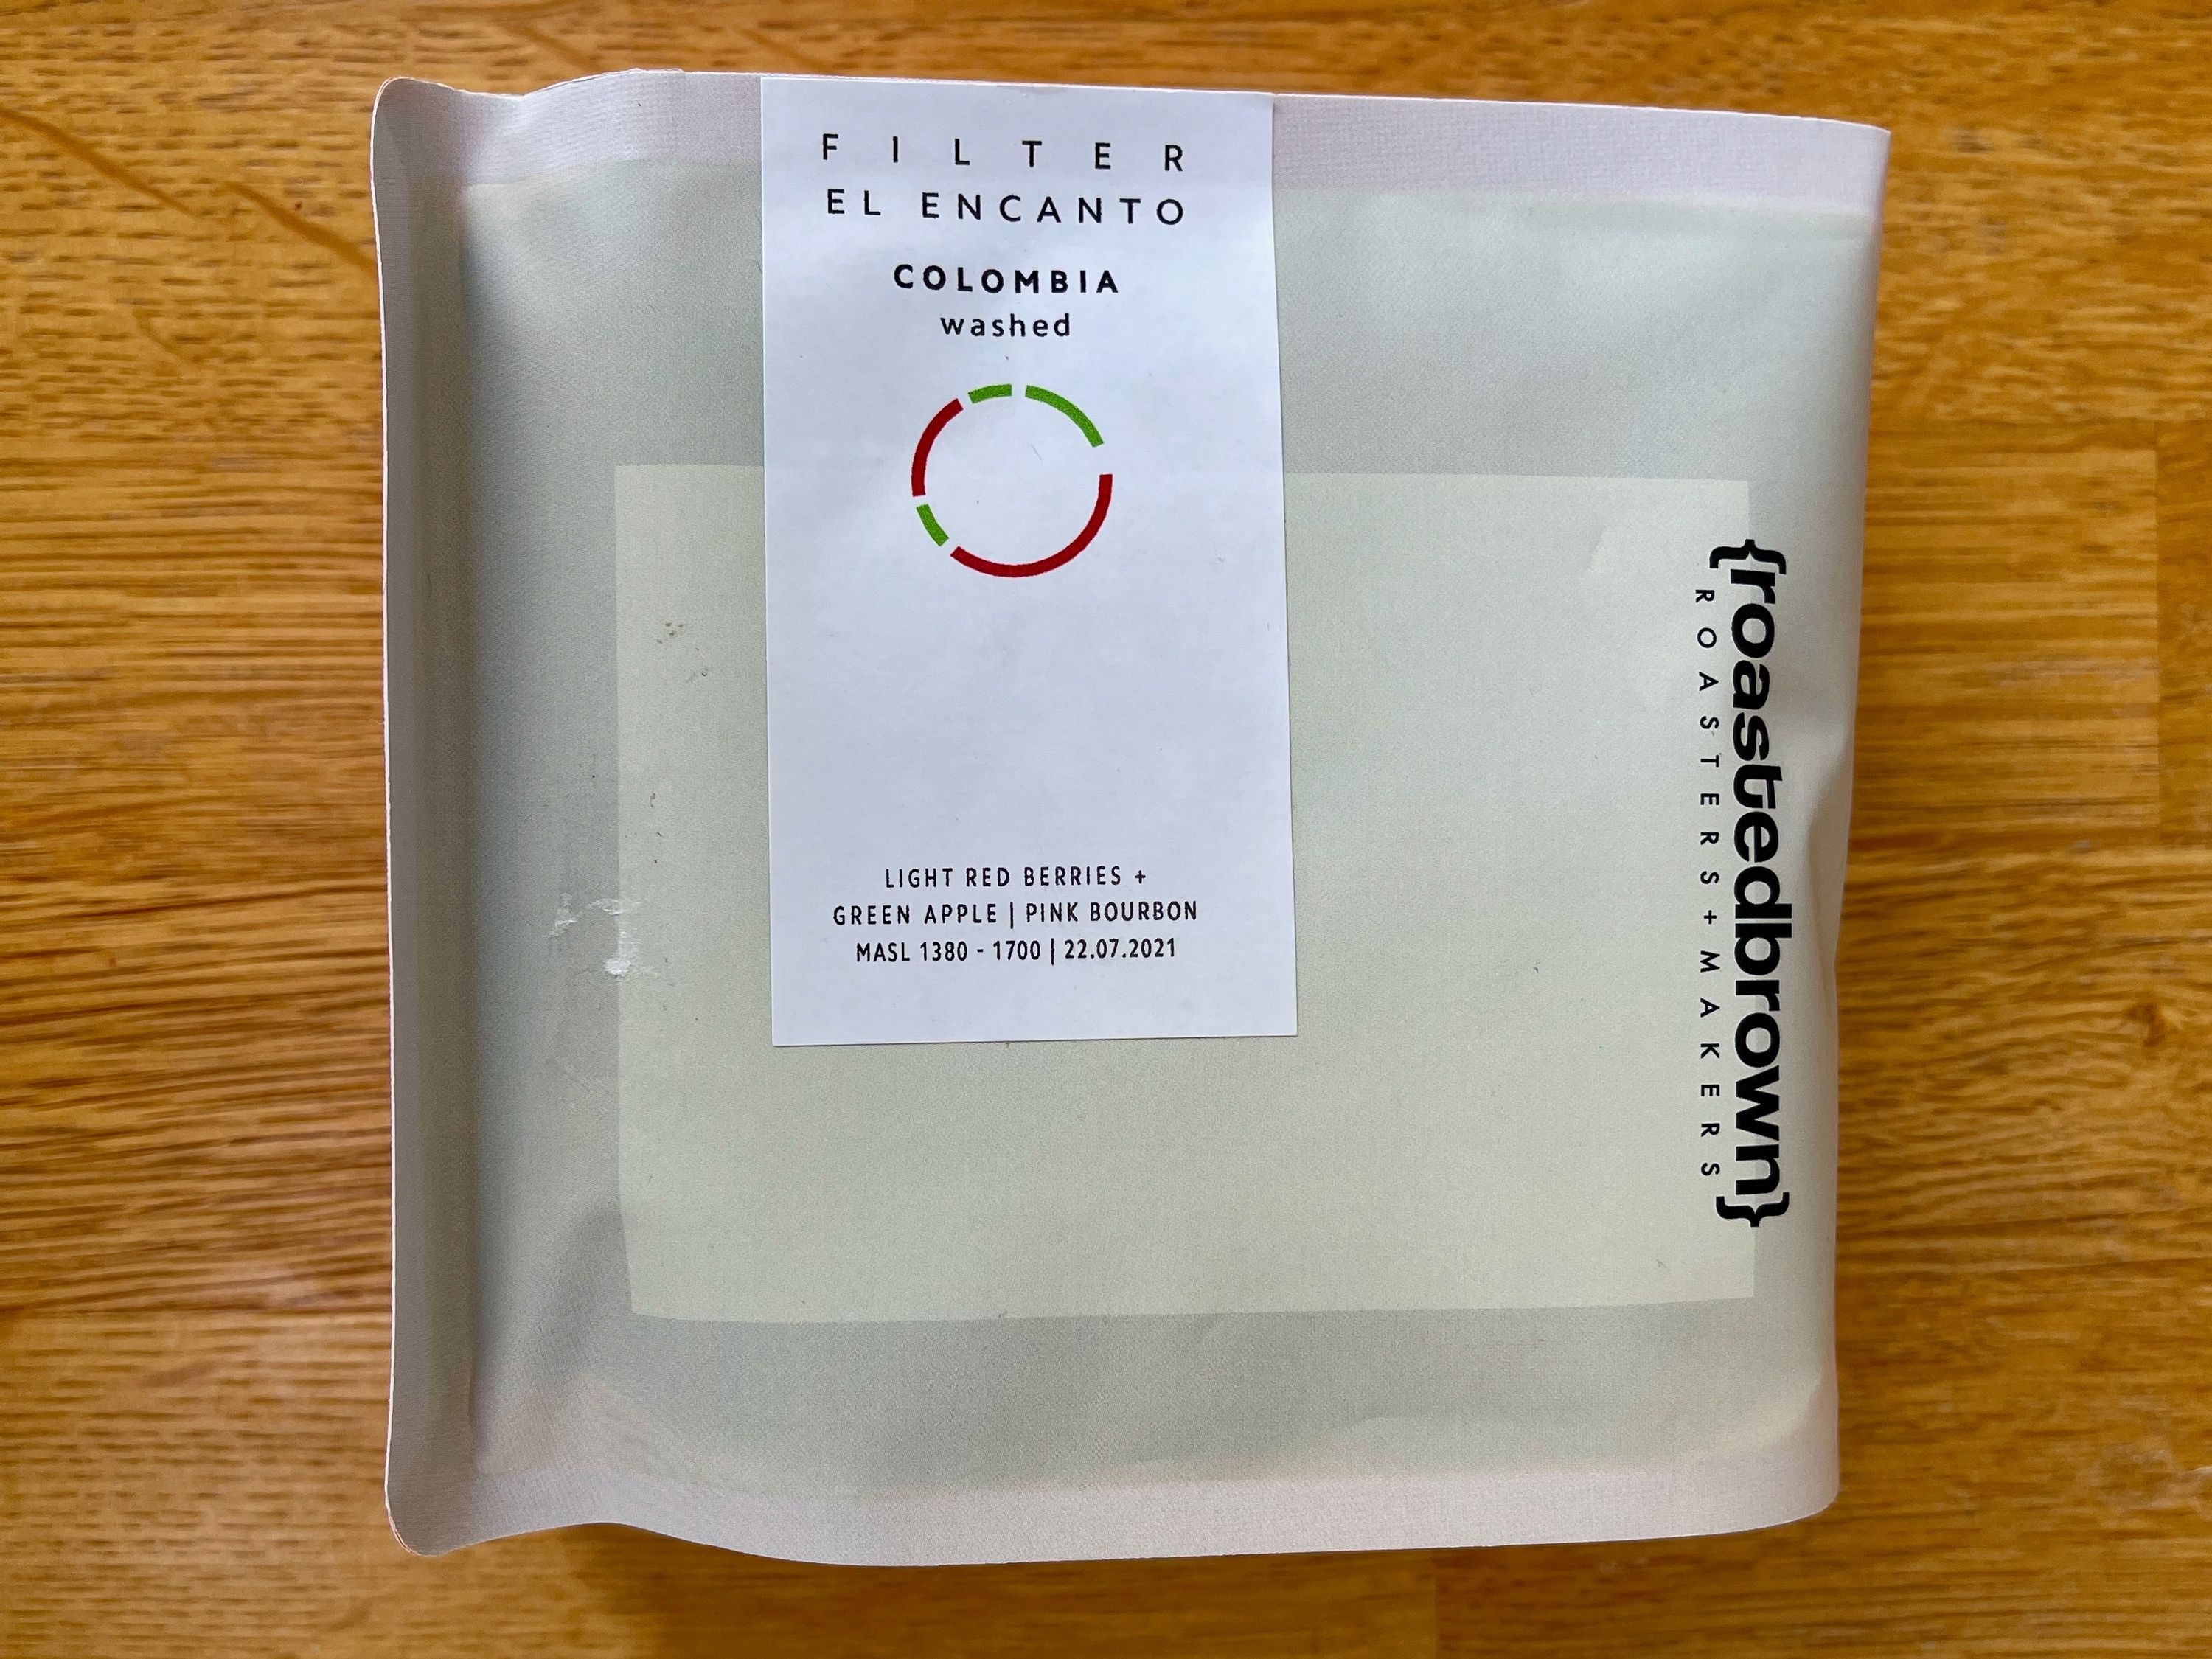 FILTER
EL ENCANTO
COLOMBIA
washed
LIGHT RED BERRIES +
GREEN APPLE | PINK BOURBON
MASL 1380 - 1700 | 22.07.2021
{roastedbrown}
ROASTERS+MAKERS